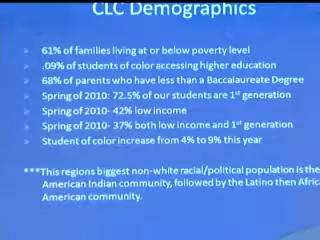 CLC Demographics
61% of families living at or below poverty level
.09% of students of color accessing higher education
68% of parents who have less than a Baccalaureate Degree
Spring of 2010: 72.5% of our students are 1st generation
Spring of 2010- 42% low income
Spring of 2010- 37% both low income and 1st generation
Student of color increase from 4% to 9% this year
***This regions biggest non-white racial/political population is the
American Indian community, followed by the Latino then Africa
American community.